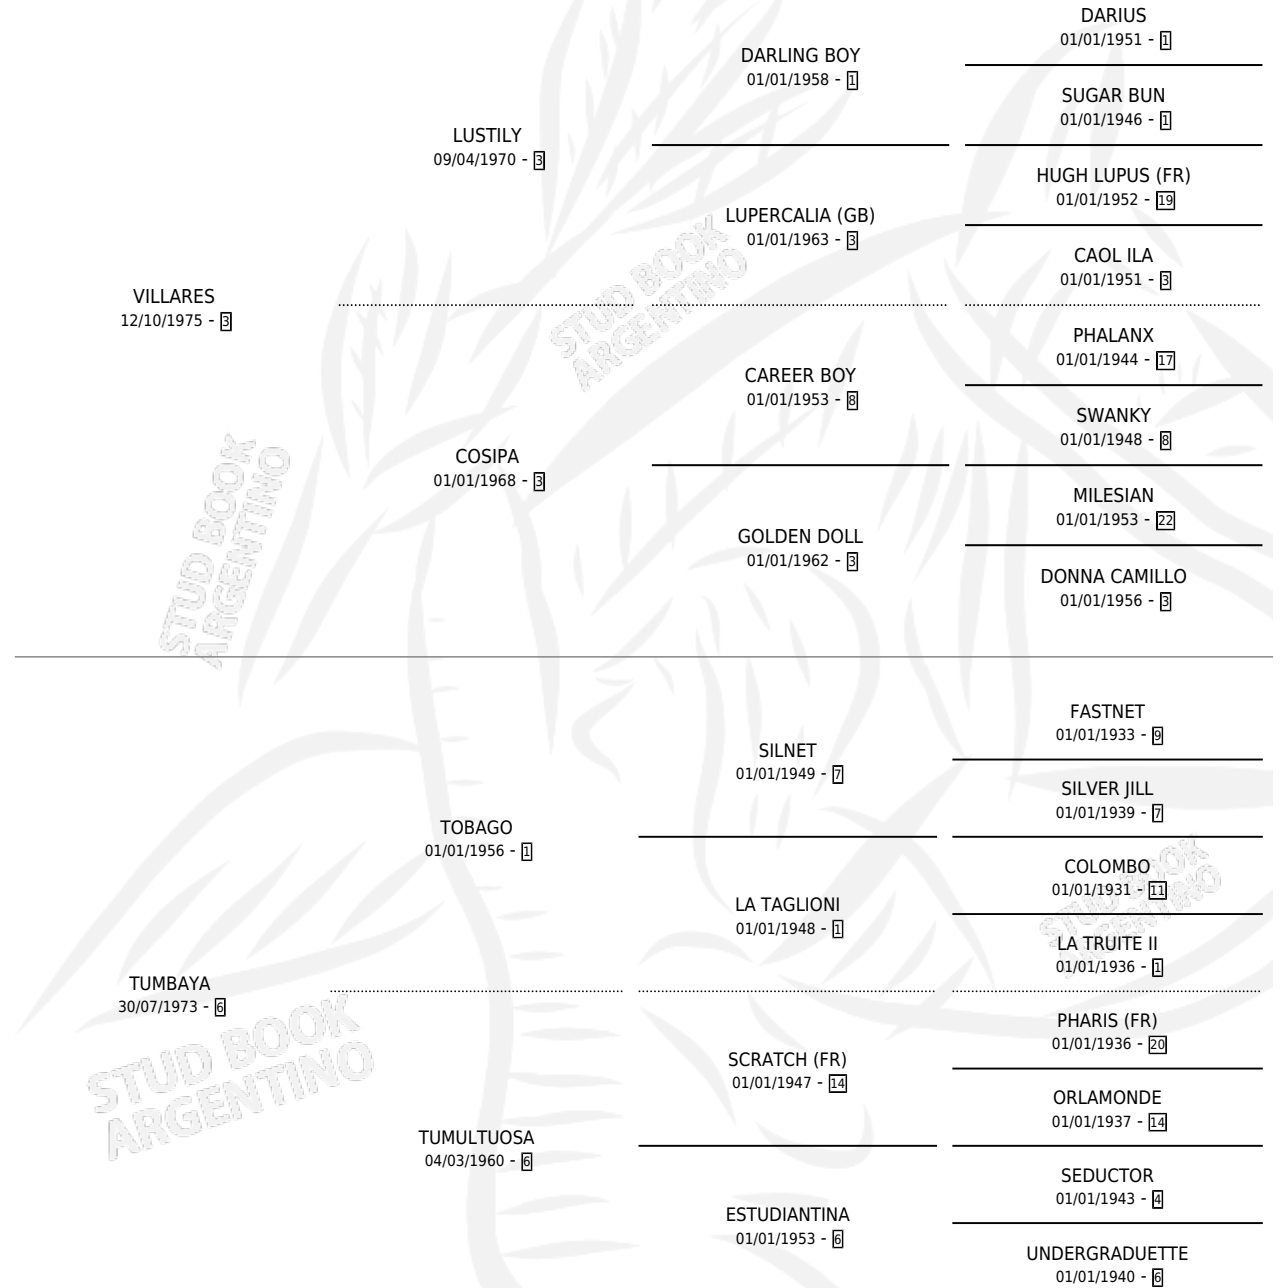 DARIUS
01/01/1951 - 1
DARLING BOY
01/01/1958 - 1
SUGAR BUN
01/01/1946 - 1
LUSTILY
09/04/1970 - 3
HUGH LUPUS (FR)
01/01/1952 - 19
LUPERCALIA (GB)
01/01/1963 - 3
CAOL ILA
01/01/1951 - 3
VILLARES
12/10/1975 - 3
PHALANX
01/01/1944 - 17
CAREER BOY
01/01/1953 - 8
SWANKY
01/01/1948 - 8
COSIPA
01/01/1968 - 3
MILESIAN
01/01/1953 - 22
GOLDEN DOLL
01/01/1962 - 3
DONNA CAMILLO
01/01/1956 - 3
FASTNET
01/01/1933 - 9
SILNET
01/01/1949 - 7
SILVER JILL
01/01/1939 - 7
TOBAGO
01/01/1956 - 1
COLOMBO
01/01/1931 - 11
LA TAGLIONI
01/01/1948 - 1
LA TRUITE II
01/01/1936 - 1
TUMBAYA
30/07/1973 - 6
PHARIS (FR)
01/01/1936 - 20
SCRATCH (FR)
01/01/1947 - 14
ORLAMONDE
01/01/1937 - 14
TUMULTUOSA
04/03/1960 - 6
SEDUCTOR
01/01/1943 - 4
ESTUDIANTINA
01/01/1953 - 6
UNDERGRADUETTE
01/01/1940 - 6
STUD BOOK
ARGENTINO
STUD BOOK
ARGENTINO
STUD BOOK
ARGENTINO
STUD BOOK
ARGENTINO